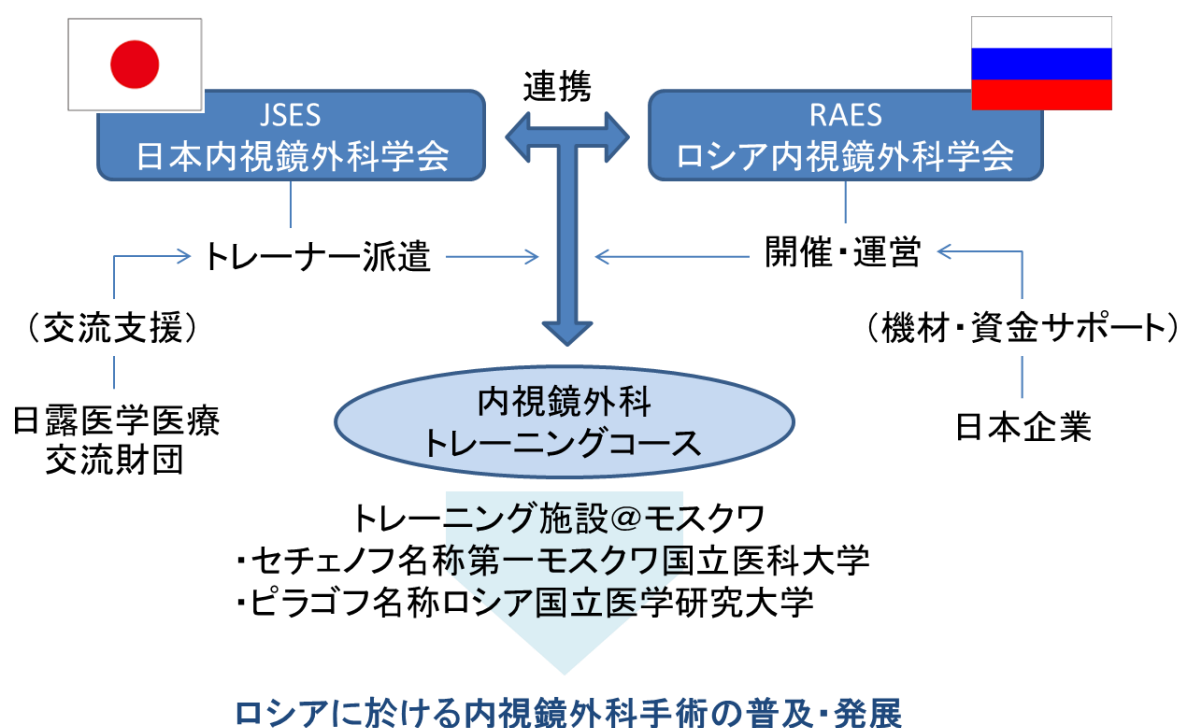 連携
JSES
日本内視鏡外科学会
RAES
ロシア内視鏡外科学会
トレーナー派遣
開催・運営
（交流支援）
（機材・資金サポート）
日露医学医療
交流財団
日本企業
内視鏡外科
トレーニングコース
トレーニング施設＠モスクワ
・セチェノフ名称第一モスクワ国立医科大学
・ピラゴフ名称ロシア国立医学研究大学
ロシアに於ける内視鏡外科手術の普及・発展